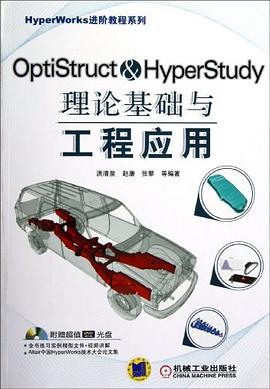 HyperWorks进阶教程系列
OptiStruct & HyperStudy
理论基础与
工程应用
洪清泉 赵康 张攀 等编著
附赠超值 光盘
全书练习实例模型文件+视频讲解
Altair中国HyperWorks技术大会论文集
机械工业出版社
CHINA MACHINE PRESS